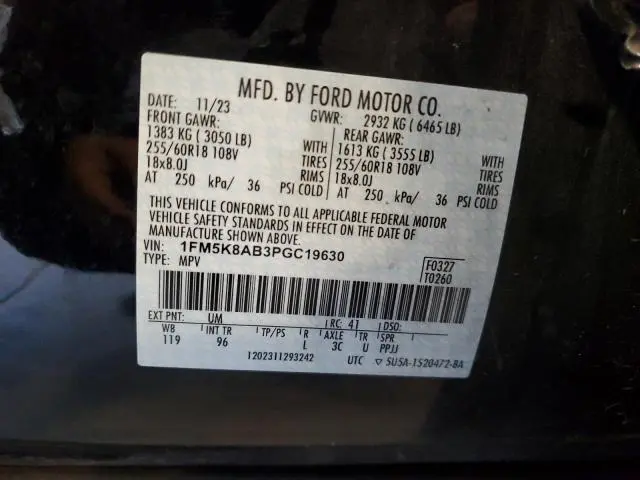 MFD. BY FORD MOTOR CO.
DATE: 11/23 GVWR: 2932 KG ( 6465 LB)
FRONT GAWR: REAR GAWR:
1383 KG ( 3050 LB) WITH 1613 KG ( 3555 LB) WITH
255/60R18 108V TIRES 255/60R18 108V TIRES
18x8.0J RIMS 18x8.0J RIMS
AT 250 kPa/ 36 PSI COLD AT 250 kPa/ 36 PSI COLD
THIS VEHICLE CONFORMS TO ALL APPLICABLE FEDERAL MOTOR
VEHICLE SAFETY STANDARDS IN EFFECT ON THE DATE OF
MANUFACTURE SHOWN ABOVE.
VIN: 1FM5K8AB3PGC19630
TYPE: MPV
F0327
T0260
EXT PNT: UM RC: 41 DSO:
WB INT TR TP/PS R AXLE TR SPR
119 96 L 3C U PPJJ
1202311293242 UTC ▽ 5U5A-1520472-BA